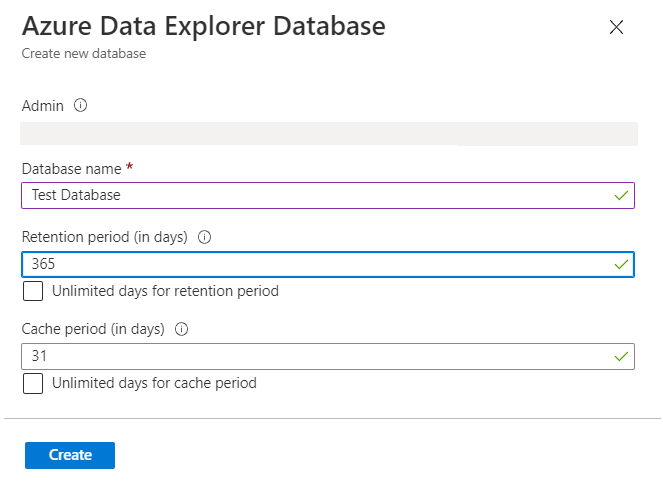 Azure Data Explorer Database
Create new database
Admin
Database name *
Test Database
Retention period (in days)
365
Unlimited days for retention period
Cache period (in days)
31
Unlimited days for cache period
Create